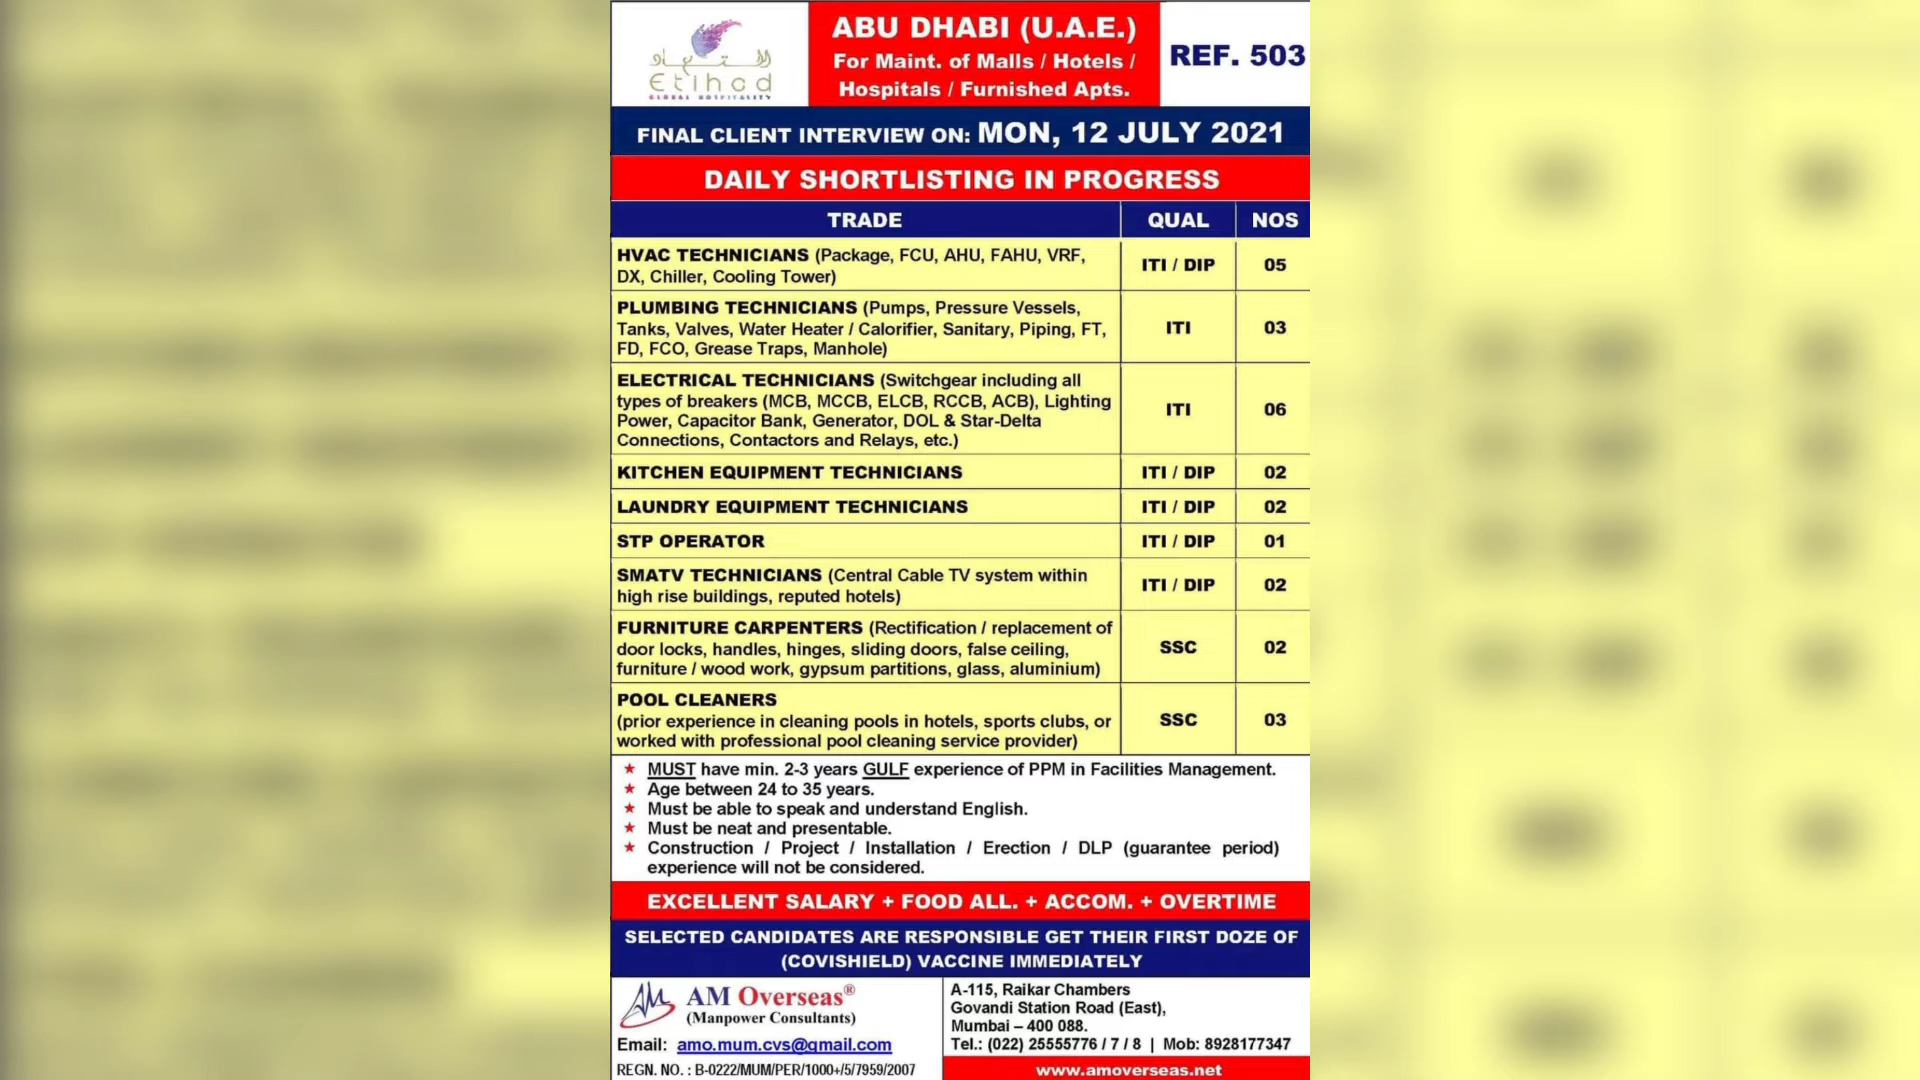 الاتحاد
Etihad
GLOBAL HOSPITALITY
ABU DHABI (U.A.E.)
For Maint. of Malls / Hotels /
Hospitals / Furnished Apts.
REF. 503
FINAL CLIENT INTERVIEW ON: MON, 12 JULY 2021
DAILY SHORTLISTING IN PROGRESS
TRADE QUAL NOS
HVAC TECHNICIANS (Package, FCU, AHU, FAHU, VRF,
DX, Chiller, Cooling Tower)
ITI / DIP 05
PLUMBING TECHNICIANS (Pumps, Pressure Vessels,
Tanks, Valves, Water Heater / Calorifier, Sanitary, Piping, FT,
FD, FCO, Grease Traps, Manhole)
ITI 03
ELECTRICAL TECHNICIANS (Switchgear including all
types of breakers (MCB, MCCB, ELCB, RCCB, ACB), Lighting
Power, Capacitor Bank, Generator, DOL & Star-Delta
Connections, Contactors and Relays, etc.)
ITI 06
KITCHEN EQUIPMENT TECHNICIANS ITI / DIP 02
LAUNDRY EQUIPMENT TECHNICIANS ITI / DIP 02
STP OPERATOR ITI / DIP 01
SMATV TECHNICIANS (Central Cable TV system within
high rise buildings, reputed hotels)
ITI / DIP 02
FURNITURE CARPENTERS (Rectification / replacement of
door locks, handles, hinges, sliding doors, false ceiling,
furniture / wood work, gypsum partitions, glass, aluminium)
SSC 02
POOL CLEANERS
(prior experience in cleaning pools in hotels, sports clubs, or
worked with professional pool cleaning service provider)
SSC 03
★ MUST have min. 2-3 years GULF experience of PPM in Facilities Management.
★ Age between 24 to 35 years.
★ Must be able to speak and understand English.
★ Must be neat and presentable.
★ Construction / Project / Installation / Erection / DLP (guarantee period)
experience will not be considered.
EXCELLENT SALARY + FOOD ALL. + ACCOM. + OVERTIME
SELECTED CANDIDATES ARE RESPONSIBLE GET THEIR FIRST DOZE OF
(COVISHIELD) VACCINE IMMEDIATELY
AM Overseas®
(Manpower Consultants)
Email: amo.mum.cvs@gmail.com
REGN. NO. : B-0222/MUM/PER/1000+/5/7959/2007
A-115, Raikar Chambers
Govandi Station Road (East),
Mumbai – 400 088.
Tel.: (022) 25555776 / 7 / 8 | Mob: 8928177347
www.amoverseas.net